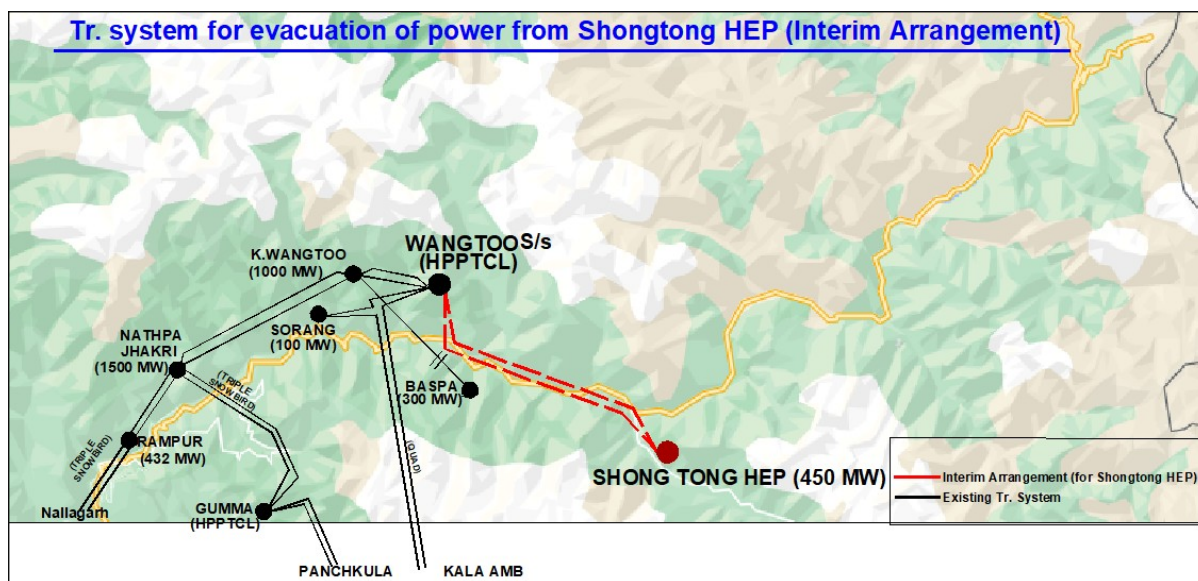 Tr. system for evacuation of power from Shongtong HEP (Interim Arrangement)
WANGTOO S/s
(HPPTCL)
K.WANGTOO
(1000 MW)
SORANG
(100 MW)
NATHPA
JHAKRI
(1500 MW)
(TRIPLE
SNOWBIRD)
BASPA
(300 MW)
(QUAD)
RAMPUR
(432 MW)
(TRIPLE
SNOWBIRD)
SHONG TONG HEP (450 MW)
Interim Arrangement (for Shongtong HEP)
Existing Tr. System
Nallagarh
GUMMA
(HPPTCL)
PANCHKULA
KALA AMB